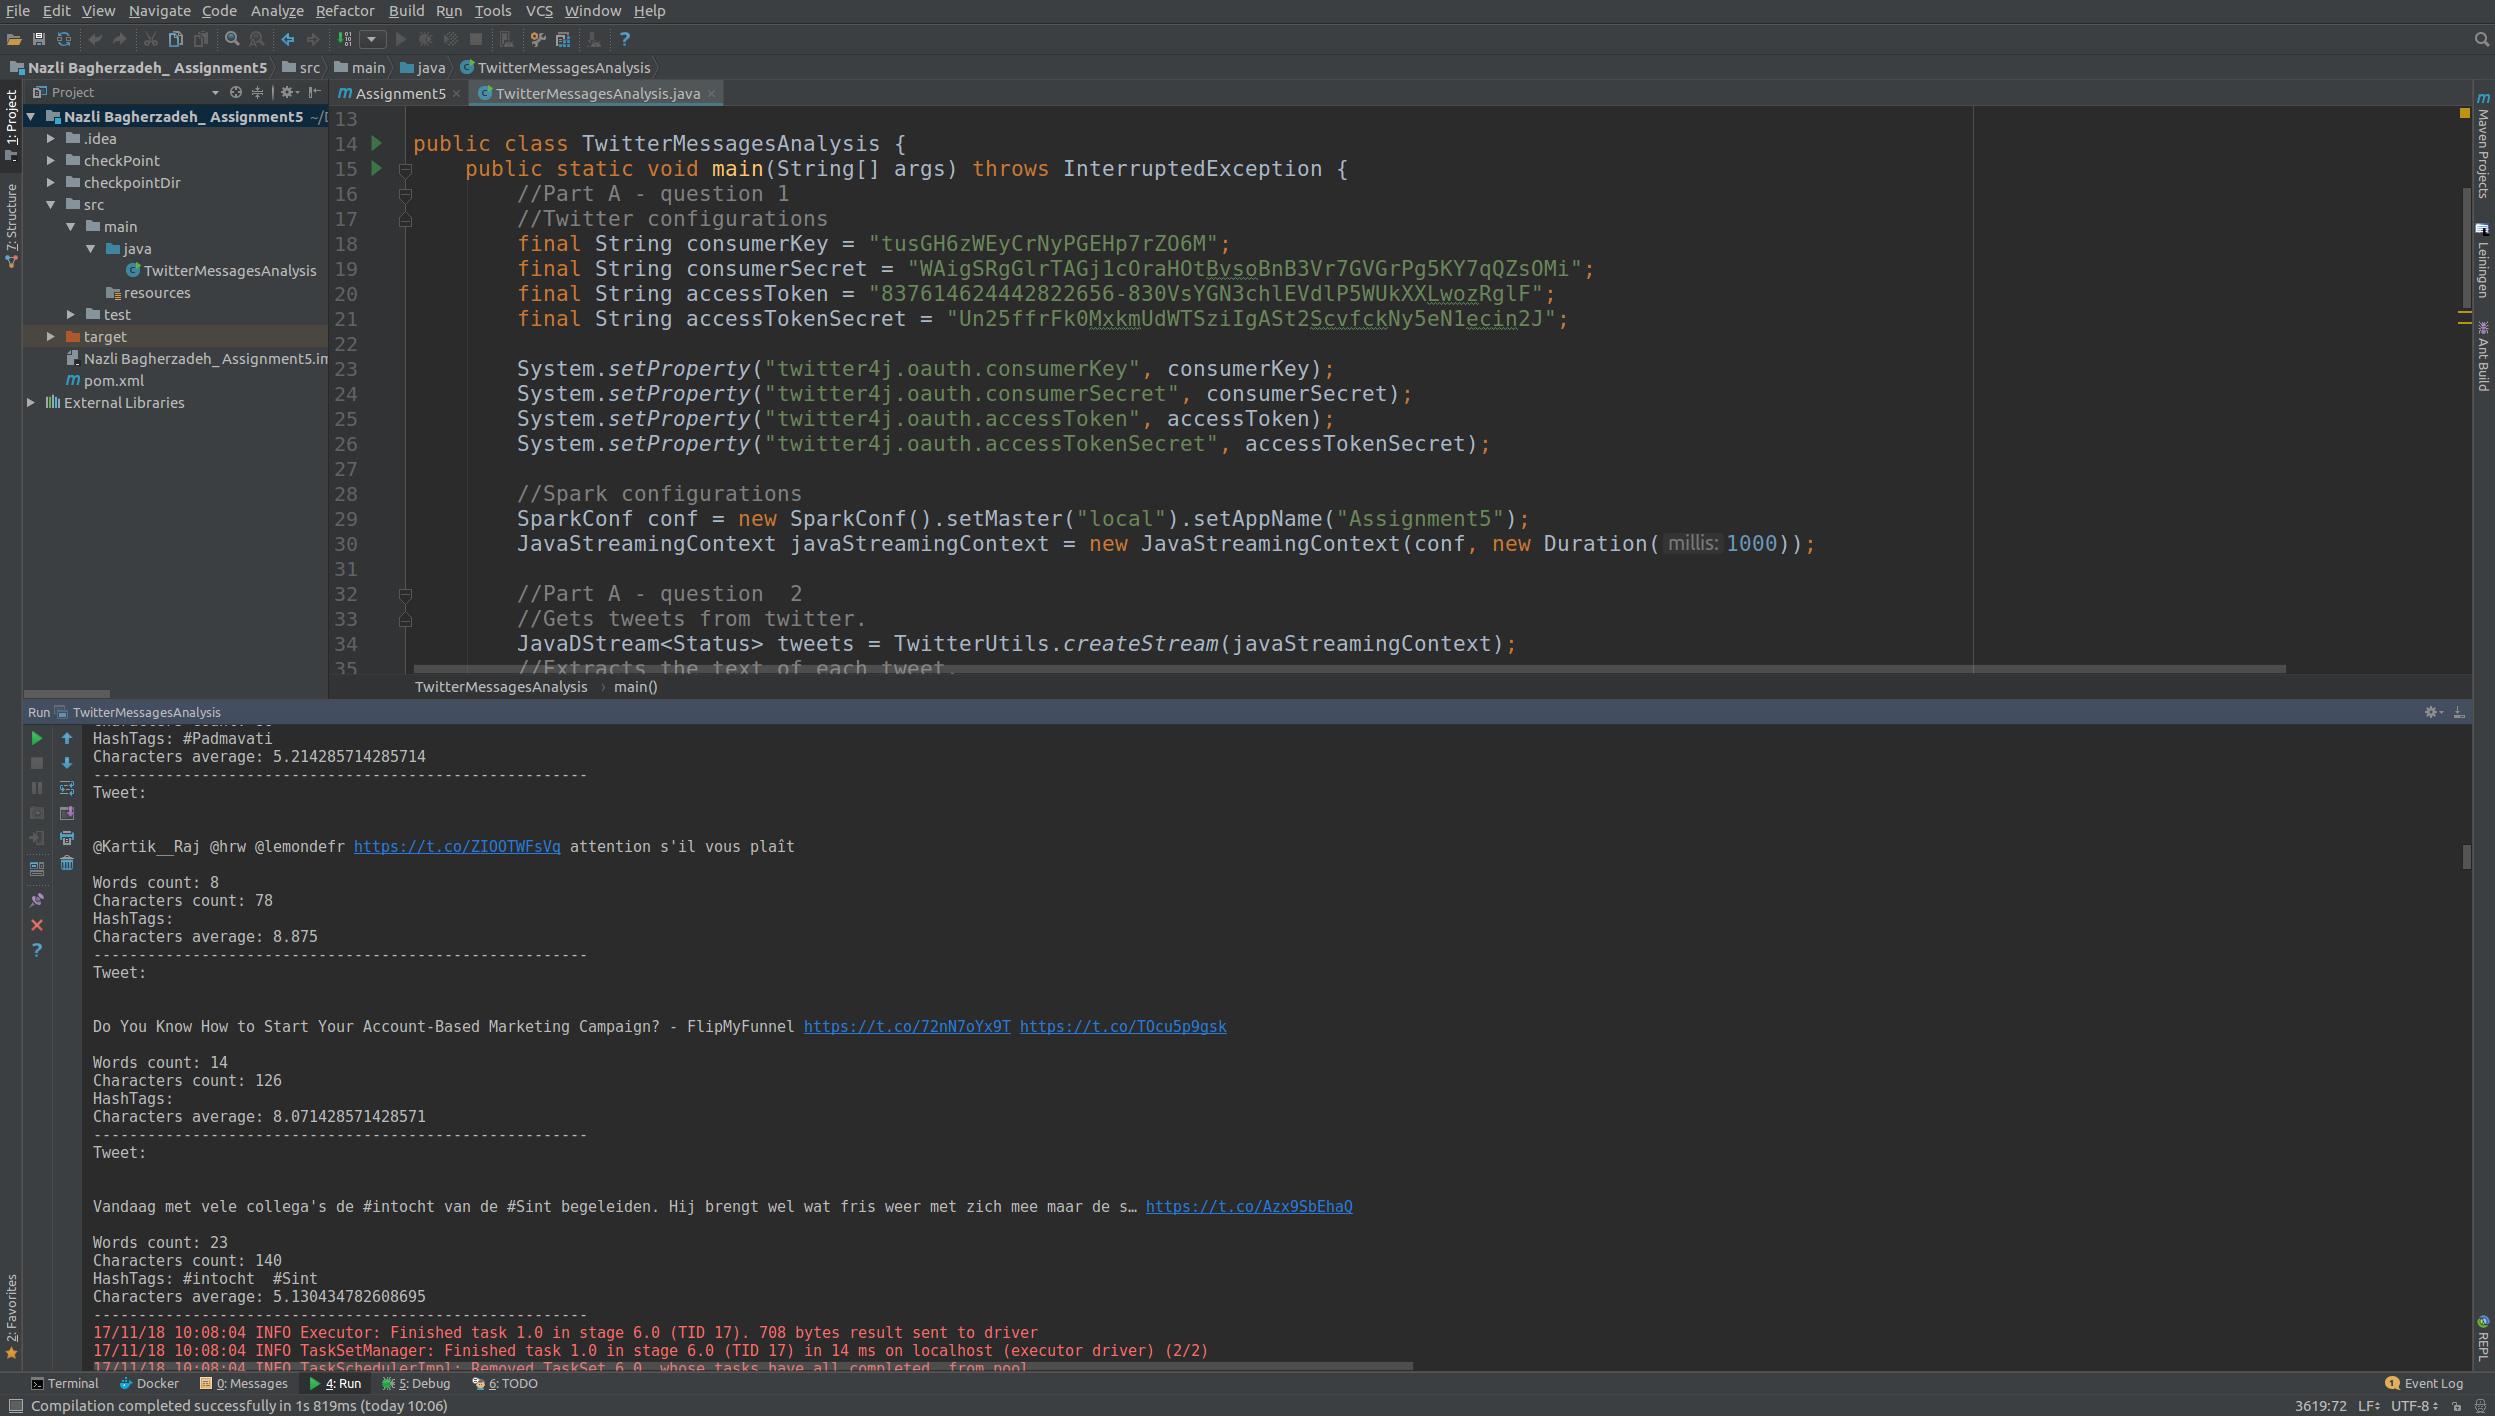 File Edit View Navigate Code Analyze Refactor Build Run Tools VCS Window Help
Nazli Bagherzadeh_ Assignment5 src main java TwitterMessagesAnalysis
Project
Assignment5
TwitterMessagesAnalysis.java
1: Project
7: Structure
2: Favorites
Nazli Bagherzadeh_ Assignment5 ~/
.idea
checkPoint
checkpointDir
src
main
java
TwitterMessagesAnalysis
resources
test
target
Nazli Bagherzadeh_Assignment5.im
pom.xml
External Libraries
13
14 public class TwitterMessagesAnalysis {
15 public static void main(String[] args) throws InterruptedException {
16 //Part A - question 1
17 //Twitter configurations
18 final String consumerKey = "tusGH6zWEyCrNyPGEHp7rZO6M";
19 final String consumerSecret = "WAigSRgGlrTAGj1cOraHOtBvsoBnB3Vr7GVGrPg5KY7qQZsOMi";
20 final String accessToken = "837614624442822656-830VsYGN3chlEVdlP5WUkXXLwozRglF";
21 final String accessTokenSecret = "Un25ffrFk0MxkmUdWTSziIgASt2ScvfckNy5eN1ecin2J";
22
23 System.setProperty("twitter4j.oauth.consumerKey", consumerKey);
24 System.setProperty("twitter4j.oauth.consumerSecret", consumerSecret);
25 System.setProperty("twitter4j.oauth.accessToken", accessToken);
26 System.setProperty("twitter4j.oauth.accessTokenSecret", accessTokenSecret);
27
28 //Spark configurations
29 SparkConf conf = new SparkConf().setMaster("local").setAppName("Assignment5");
30 JavaStreamingContext javaStreamingContext = new JavaStreamingContext(conf, new Duration( millis: 1000));
31
32 //Part A - question  2
33 //Gets tweets from twitter.
34 JavaDStream<Status> tweets = TwitterUtils.createStream(javaStreamingContext);
35 //Extracts the text of each tweet.
TwitterMessagesAnalysis › main()
Maven Projects
Leiningen
Ant Build
REPL
Run TwitterMessagesAnalysis
HashTags: #Padmavati
Characters average: 5.214285714285714
-------------------------------------------------------
Tweet:
@Kartik__Raj @hrw @lemondefr https://t.co/ZIOOTWFsVq attention s'il vous plaît
Words count: 8
Characters count: 78
HashTags:
Characters average: 8.875
-------------------------------------------------------
Tweet:
Do You Know How to Start Your Account-Based Marketing Campaign? - FlipMyFunnel https://t.co/72nN7oYx9T https://t.co/TOcu5p9gsk
Words count: 14
Characters count: 126
HashTags:
Characters average: 8.071428571428571
-------------------------------------------------------
Tweet:
Vandaag met vele collega's de #intocht van de #Sint begeleiden. Hij brengt wel wat fris weer met zich mee maar de s… https://t.co/Azx9SbEhaQ
Words count: 23
Characters count: 140
HashTags: #intocht  #Sint
Characters average: 5.130434782608695
-------------------------------------------------------
17/11/18 10:08:04 INFO Executor: Finished task 1.0 in stage 6.0 (TID 17). 708 bytes result sent to driver
17/11/18 10:08:04 INFO TaskSetManager: Finished task 1.0 in stage 6.0 (TID 17) in 14 ms on localhost (executor driver) (2/2)
17/11/18 10:08:04 INFO TaskSchedulerImpl: Removed TaskSet 6.0, whose tasks have all completed, from pool
Terminal Docker 0: Messages 4: Run 5: Debug 6: TODO 1 Event Log
Compilation completed successfully in 1s 819ms (today 10:06) 3619:72 LF UTF-8